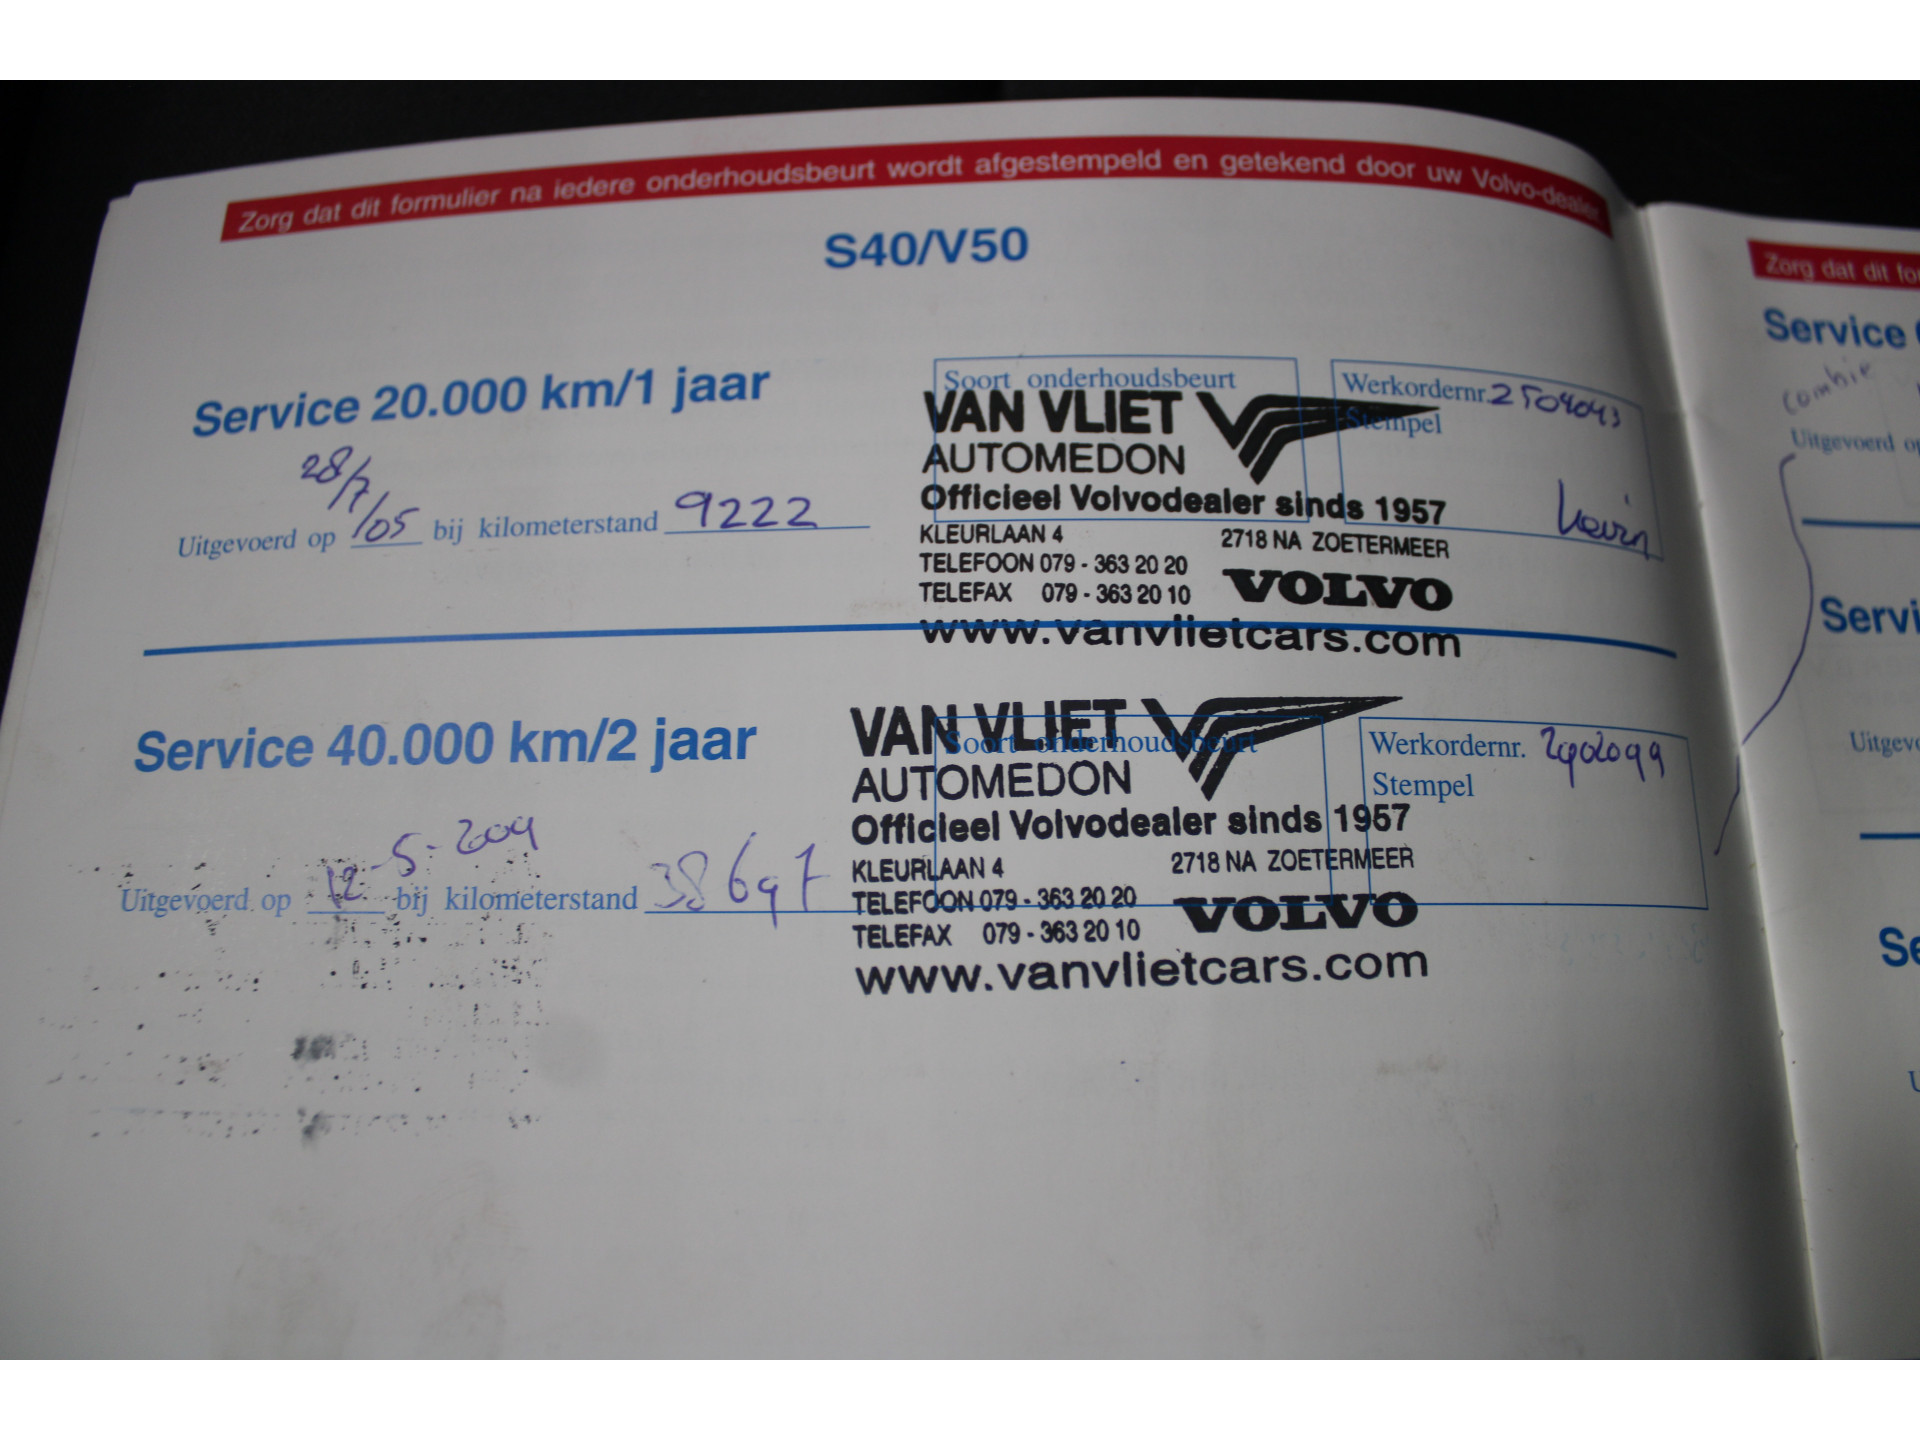 Zorg dat dit formulier na iedere onderhoudsbeurt wordt afgestempeld en getekend door uw Volvo-dealer.
S40/V50
Service 20.000 km/1 jaar
Soort onderhoudsbeurt
Werkordernr. 2504043
Stempel
28/7/05
Uitgevoerd op bij kilometerstand 9222
Kevin
VAN VLIET
AUTOMEDON
Officieel Volvodealer sinds 1957
KLEURLAAN 4 2718 NA ZOETERMEER
TELEFOON 079 - 363 20 20
TELEFAX 079 - 363 20 10 VOLVO
www.vanvlietcars.com
Service 40.000 km/2 jaar
Soort onderhoudsbeurt
Werkordernr. 2902099
Stempel
Uitgevoerd op 12-5- bij kilometerstand
VAN VLIET
AUTOMEDON
Officieel Volvodealer sinds 1957
KLEURLAAN 4 2718 NA ZOETERMEER
TELEFOON 079 - 363 20 20
TELEFAX 079 - 363 20 10 VOLVO
www.vanvlietcars.com
Zorg dat dit
Service
combie
Uitgevoerd